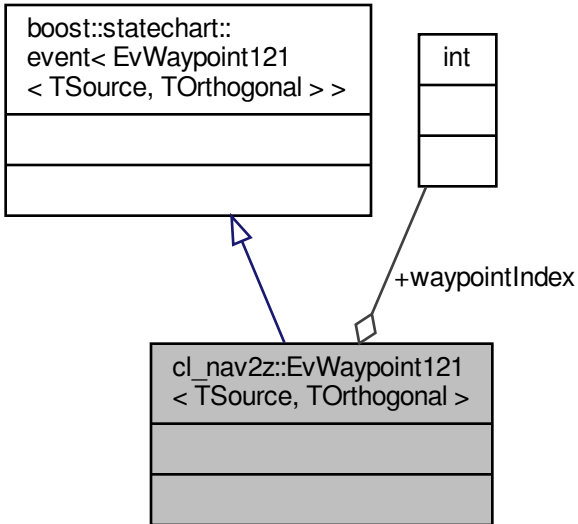 boost::statechart::
event< EvWaypoint121
< TSource, TOrthogonal > >
int
+waypointIndex
cl_nav2z::EvWaypoint121
< TSource, TOrthogonal >